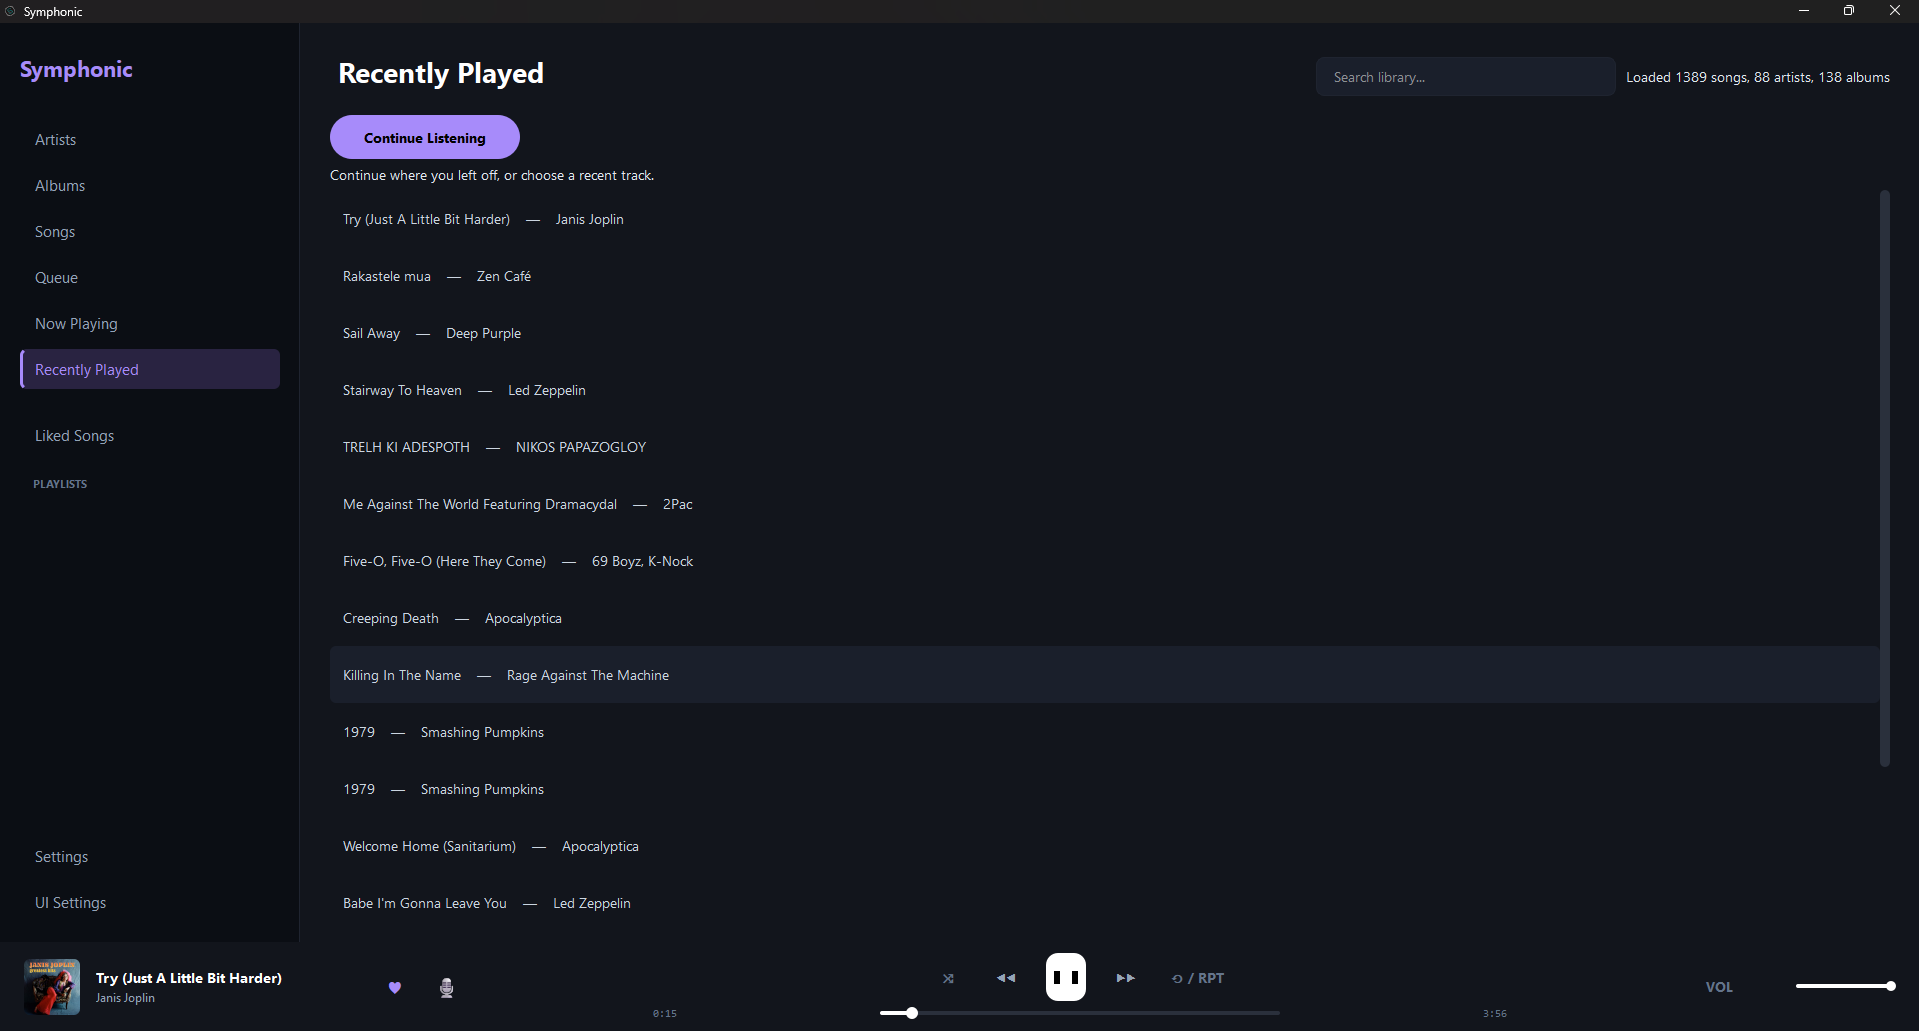 Symphonic
Symphonic
Artists
Albums
Songs
Queue
Now Playing
Recently Played
Liked Songs
PLAYLISTS
Settings
UI Settings
Recently Played
Search library...
Loaded 1389 songs, 88 artists, 138 albums
Continue Listening
Continue where you left off, or choose a recent track.
Try (Just A Little Bit Harder) — Janis Joplin
Rakastele mua — Zen Café
Sail Away — Deep Purple
Stairway To Heaven — Led Zeppelin
TRELH KI ADESPOTH — NIKOS PAPAZOGLOY
Me Against The World Featuring Dramacydal — 2Pac
Five-O, Five-O (Here They Come) — 69 Boyz, K-Nock
Creeping Death — Apocalyptica
Killing In The Name — Rage Against The Machine
1979 — Smashing Pumpkins
1979 — Smashing Pumpkins
Welcome Home (Sanitarium) — Apocalyptica
Babe I'm Gonna Leave You — Led Zeppelin
JANIS JOPLIN
greatest hits
Try (Just A Little Bit Harder)
Janis Joplin
/ RPT
0:15
3:56
VOL